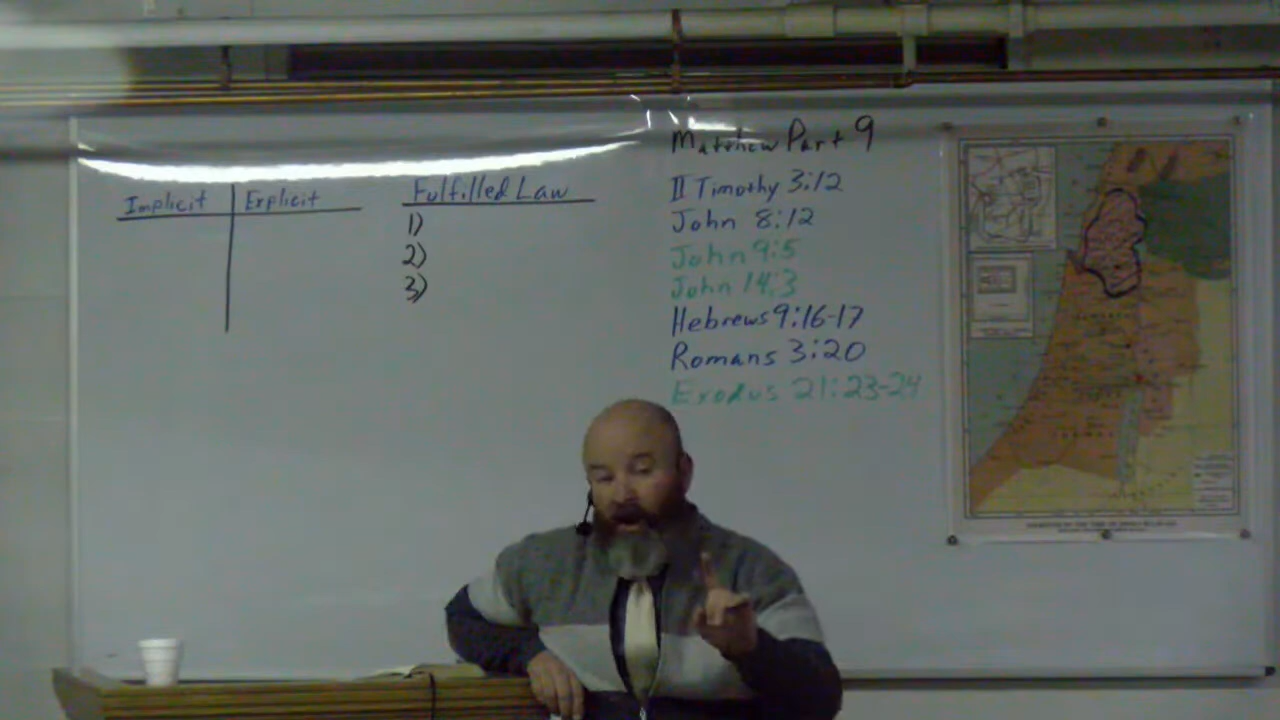 Implicit Explicit
Fulfilled Law
1)
2)
3)
Matthew Part 9
II Timothy 3:12
John 8:12
John 9:5
John 14:3
Hebrews 9:16-17
Romans 3:20
Exodus 21:23-24